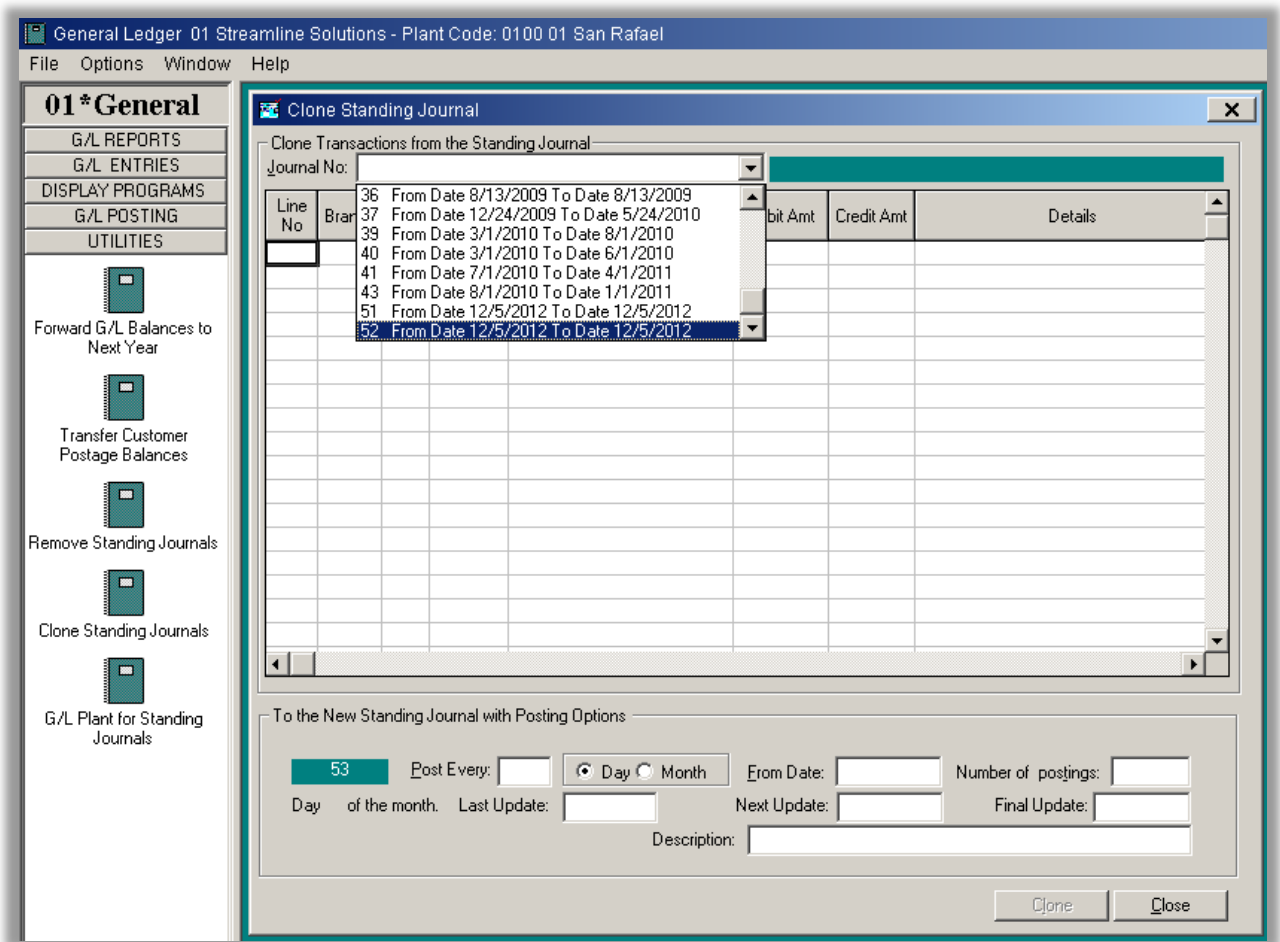 General Ledger 01 Streamline Solutions - Plant Code: 0100 01 San Rafael
File Options Window Help
01*General
G/L REPORTS
G/L ENTRIES
DISPLAY PROGRAMS
G/L POSTING
UTILITIES
Forward G/L Balances to
Next Year
Transfer Customer
Postage Balances
Remove Standing Journals
Clone Standing Journals
G/L Plant for Standing
Journals
Clone Standing Journal
Clone Transactions from the Standing Journal
Journal No:
36 From Date 8/13/2009 To Date 8/13/2009
37 From Date 12/24/2009 To Date 5/24/2010
39 From Date 3/1/2010 To Date 8/1/2010
40 From Date 3/1/2010 To Date 6/1/2010
41 From Date 7/1/2010 To Date 4/1/2011
43 From Date 8/1/2010 To Date 1/1/2011
51 From Date 12/5/2012 To Date 12/5/2012
52 From Date 12/5/2012 To Date 12/5/2012
Line
No
Bran
bit Amt
Credit Amt
Details
To the New Standing Journal with Posting Options
53 Post Every: Day Month From Date: Number of postings:
Day of the month. Last Update: Next Update: Final Update:
Description:
Clone Close